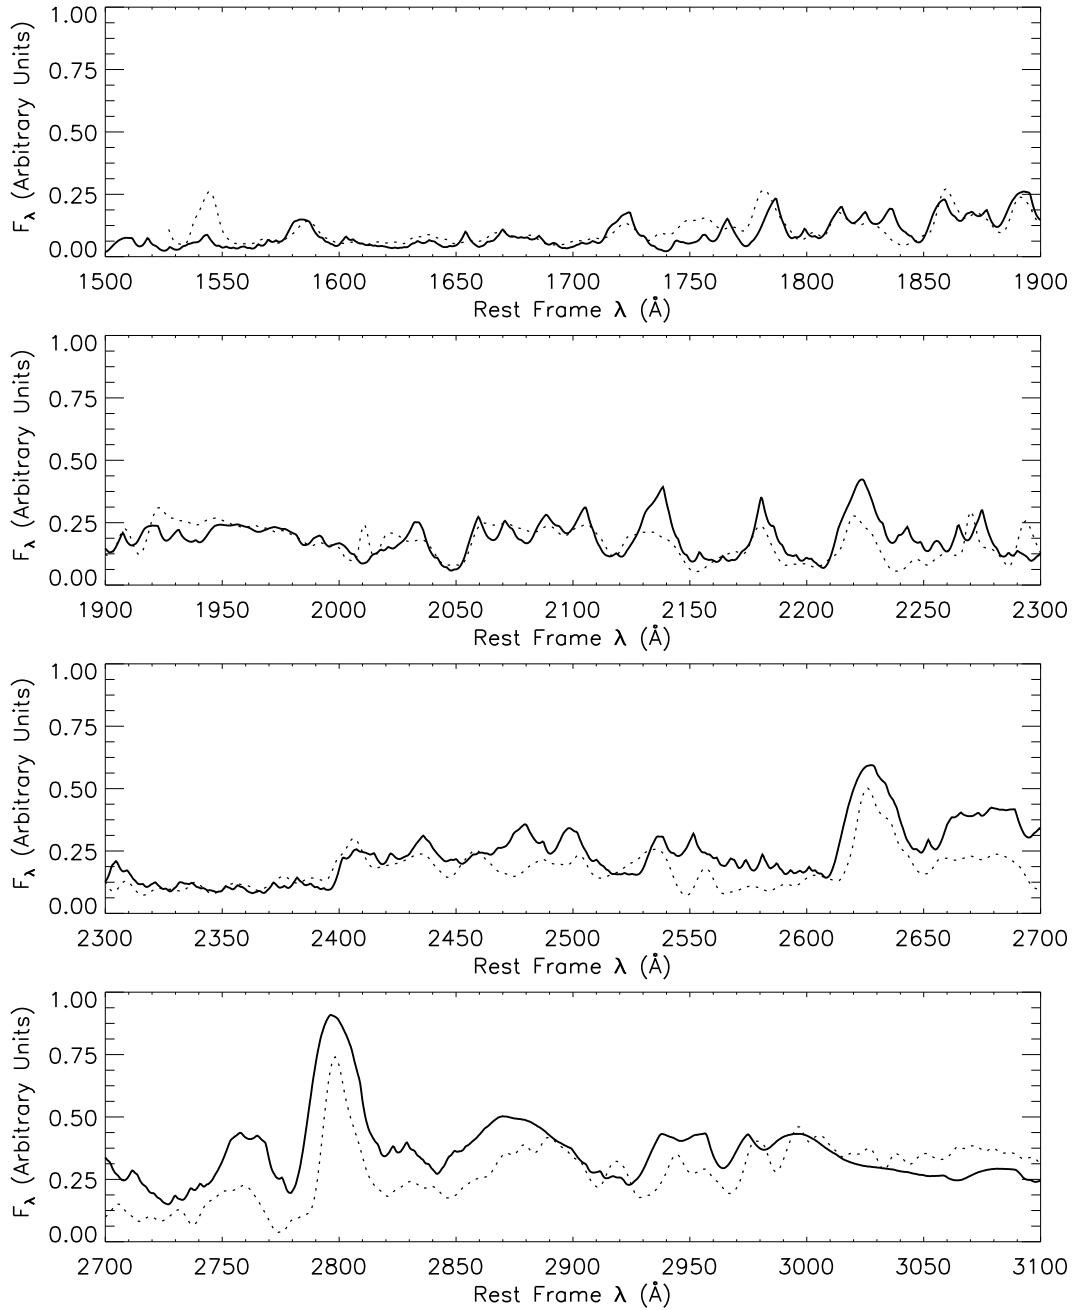 1.00
0.75
0.50
0.25
0.00
Fλ (Arbitrary Units)
1500 1550 1600 1650 1700 1750 1800 1850 1900
Rest Frame λ (Å)
1.00
0.75
0.50
0.25
0.00
Fλ (Arbitrary Units)
1900 1950 2000 2050 2100 2150 2200 2250 2300
Rest Frame λ (Å)
1.00
0.75
0.50
0.25
0.00
Fλ (Arbitrary Units)
2300 2350 2400 2450 2500 2550 2600 2650 2700
Rest Frame λ (Å)
1.00
0.75
0.50
0.25
0.00
Fλ (Arbitrary Units)
2700 2750 2800 2850 2900 2950 3000 3050 3100
Rest Frame λ (Å)